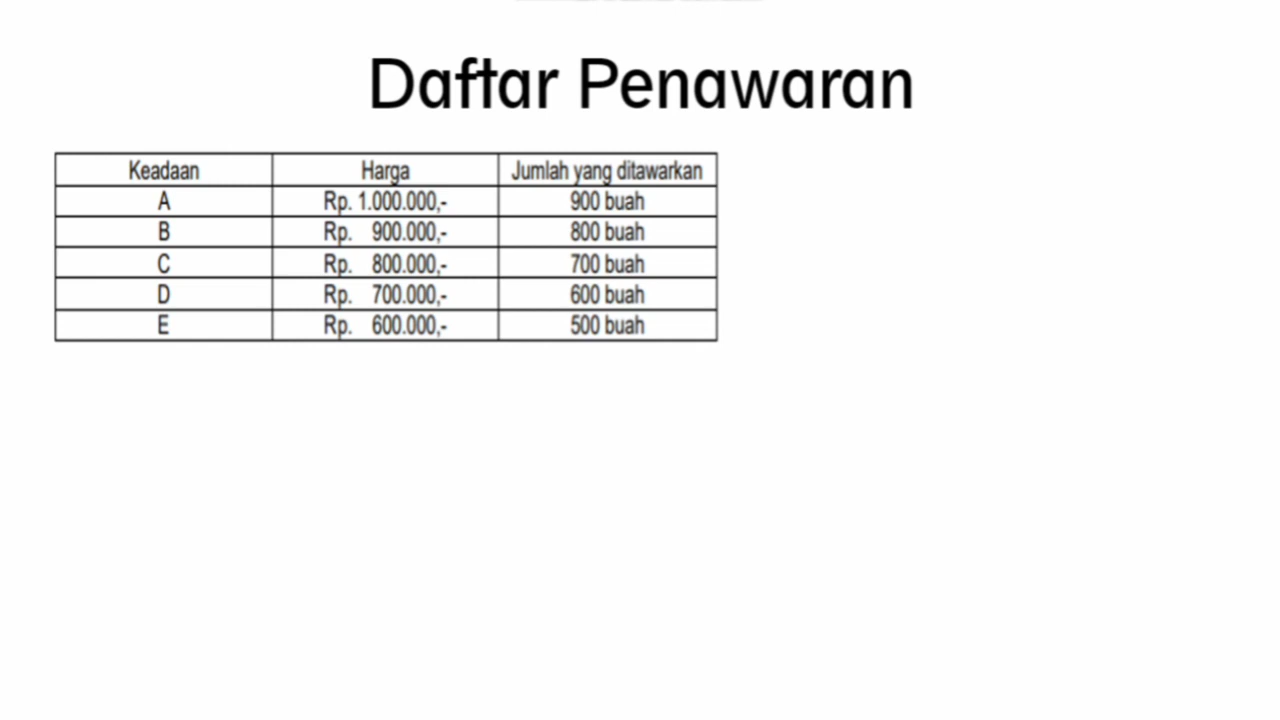 Daftar Penawaran
Keadaan Harga Jumlah yang ditawarkan
A Rp. 1.000.000,- 900 buah
B Rp. 900.000,- 800 buah
C Rp. 800.000,- 700 buah
D Rp. 700.000,- 600 buah
E Rp. 600.000,- 500 buah